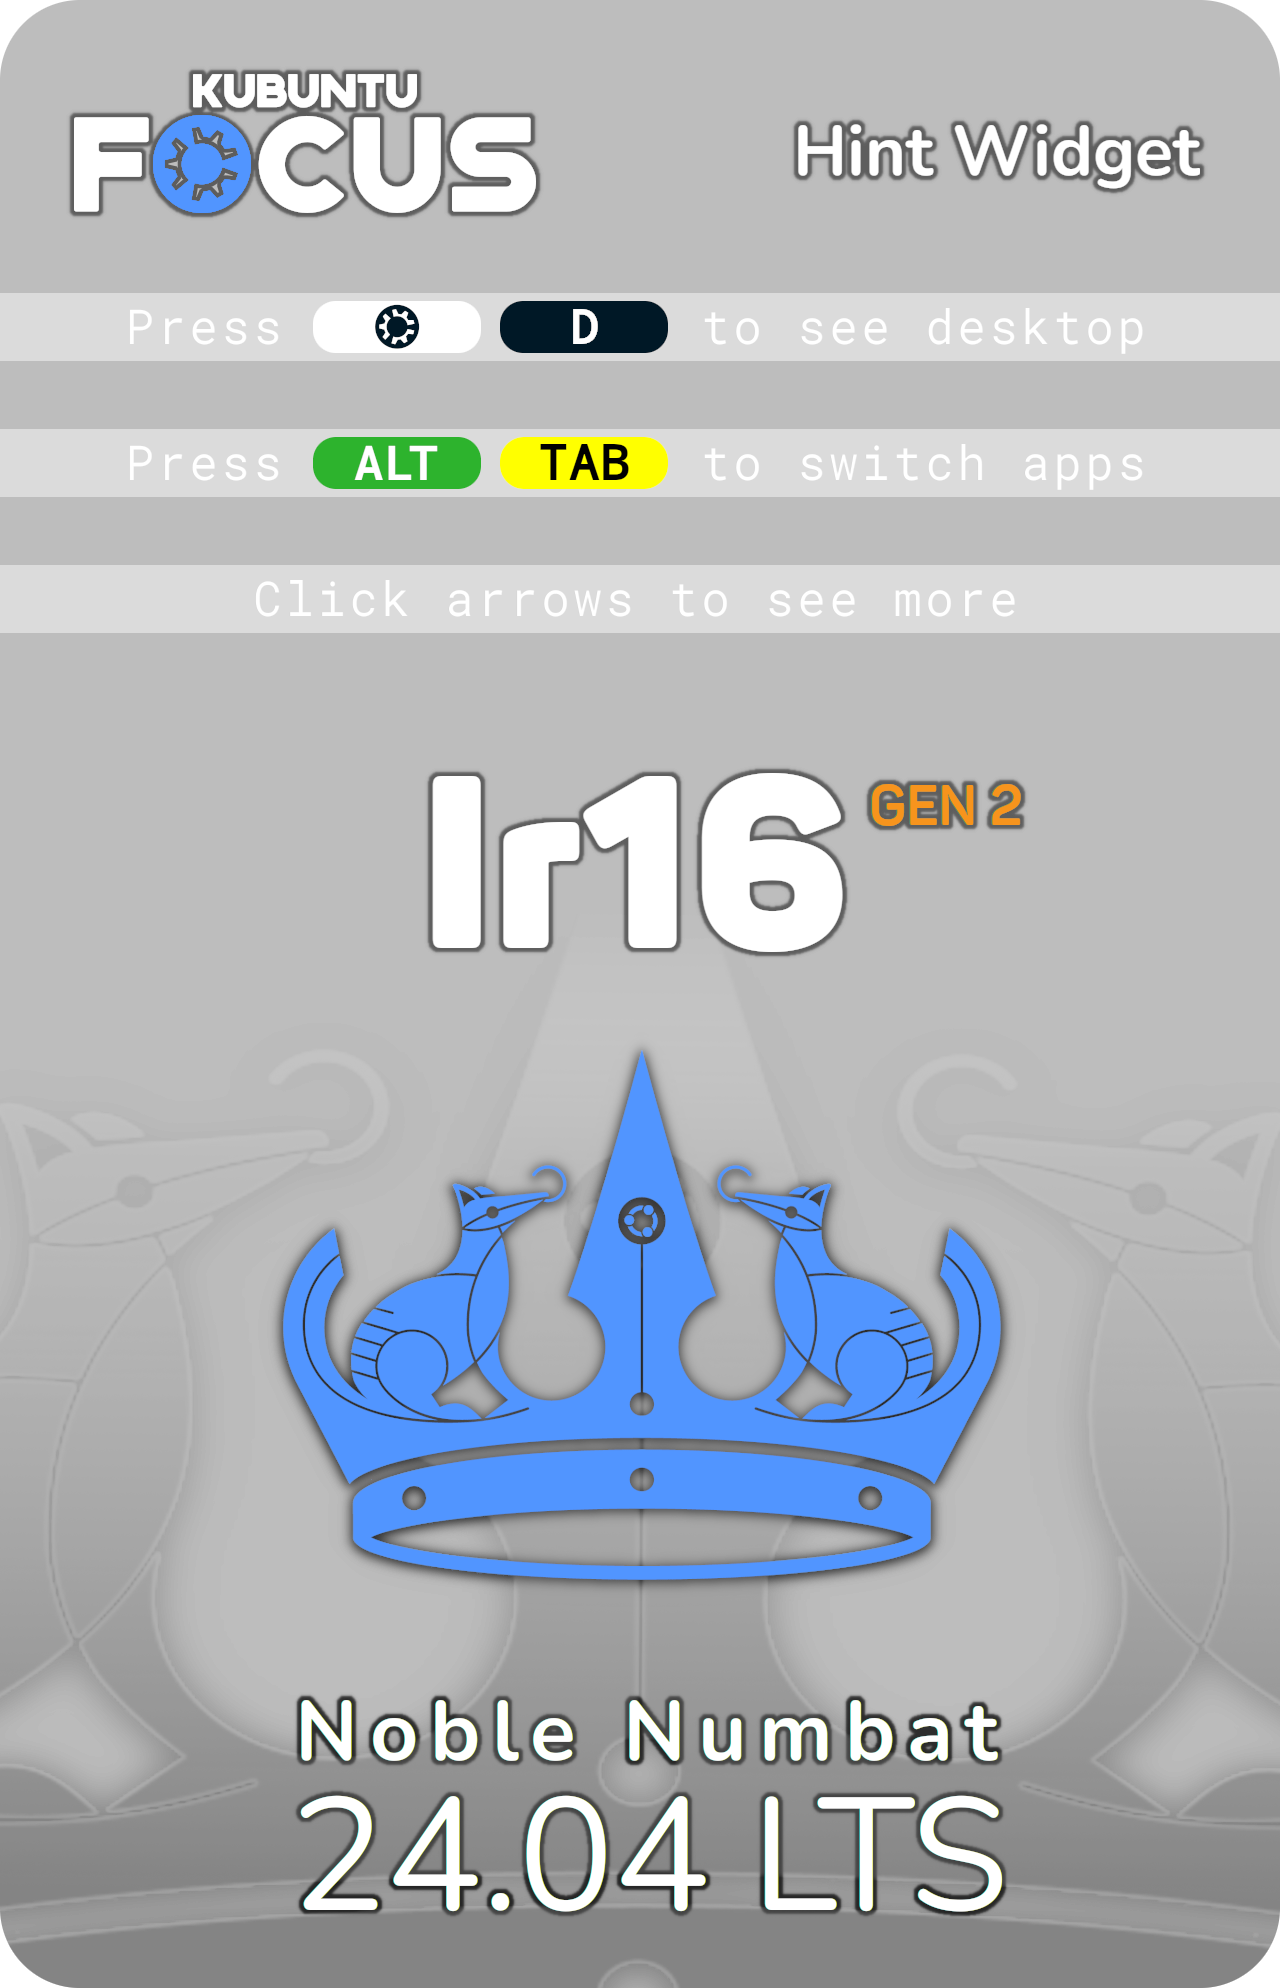 KUBUNTU
FOCUS
Hint Widget
Press D to see desktop
Press ALT TAB to switch apps
Click arrows to see more
Ir16 GEN 2
Noble Numbat
24.04 LTS